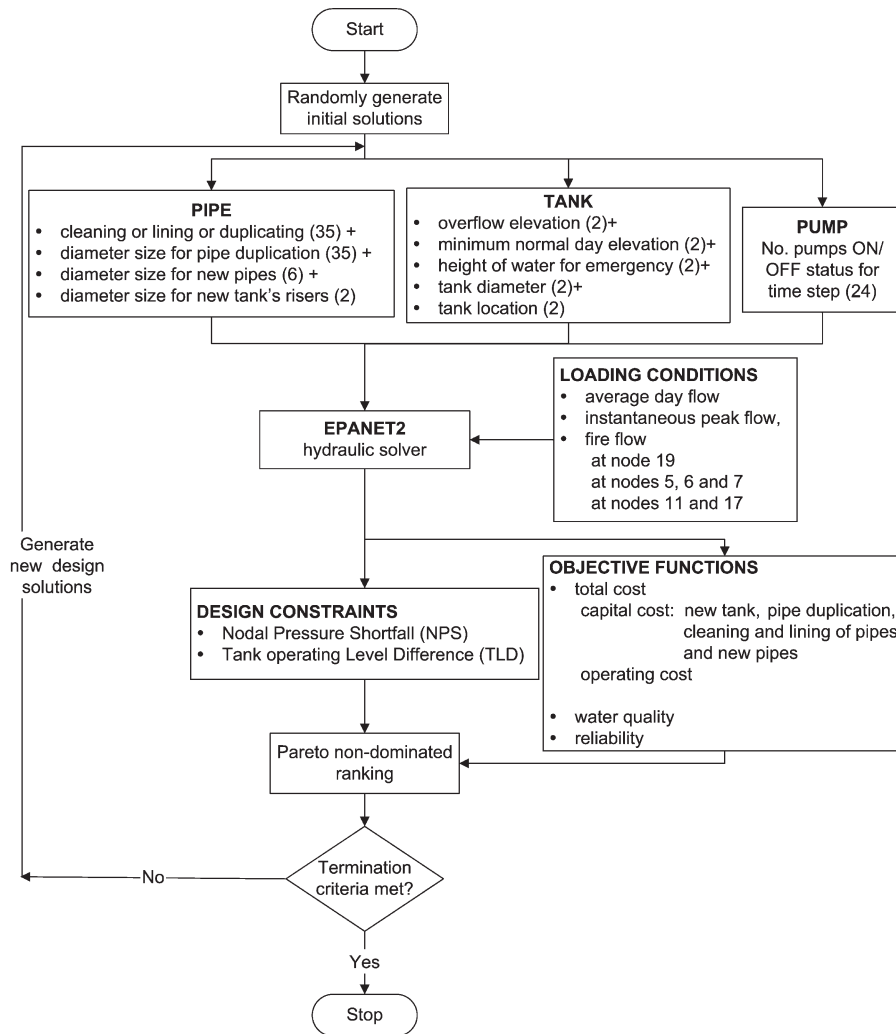 Start
Randomly generate
initial solutions
PIPE
• cleaning or lining or duplicating (35) +
• diameter size for pipe duplication (35) +
• diameter size for new pipes (6) +
• diameter size for new tank's risers (2)
TANK
• overflow elevation (2)+
• minimum normal day elevation (2)+
• height of water for emergency (2)+
• tank diameter (2)+
• tank location (2)
PUMP
No. pumps ON/
OFF status for
time step (24)
LOADING CONDITIONS
• average day flow
• instantaneous peak flow,
• fire flow
at node 19
at nodes 5, 6 and 7
at nodes 11 and 17
EPANET2
hydraulic solver
Generate
new design
solutions
DESIGN CONSTRAINTS
• Nodal Pressure Shortfall (NPS)
• Tank operating Level Difference (TLD)
OBJECTIVE FUNCTIONS
• total cost
capital cost: new tank, pipe duplication,
cleaning and lining of pipes
and new pipes
operating cost
• water quality
• reliability
Pareto non-dominated
ranking
Termination
criteria met?
No
Yes
Stop